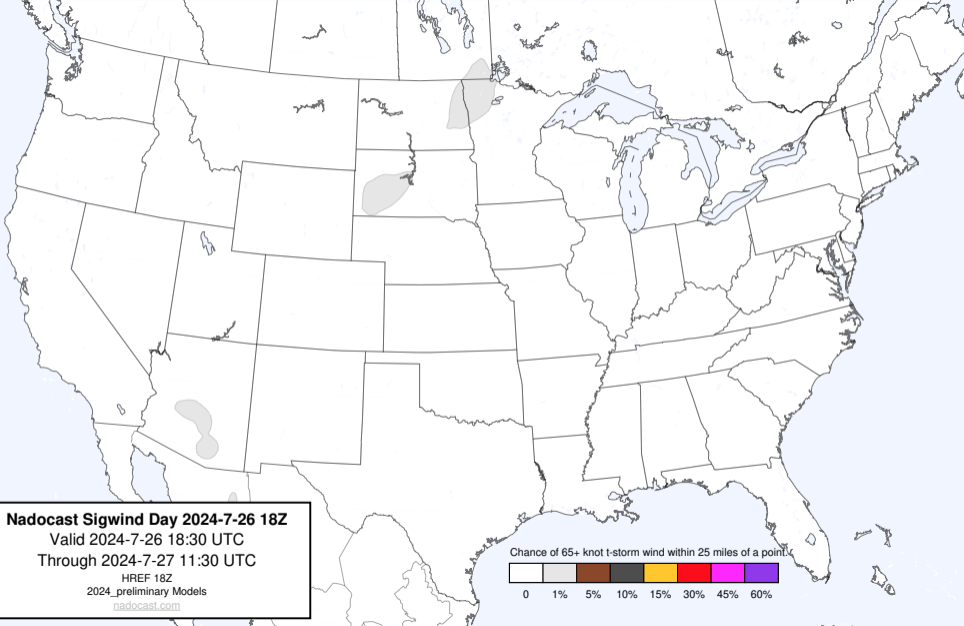 Nadocast Sigwind Day 2024-7-26 18Z
Valid 2024-7-26 18:30 UTC
Through 2024-7-27 11:30 UTC
HREF 18Z
2024_preliminary Models
nadocast.com
Chance of 65+ knot t-storm wind within 25 miles of a point.
0 1% 5% 10% 15% 30% 45% 60%